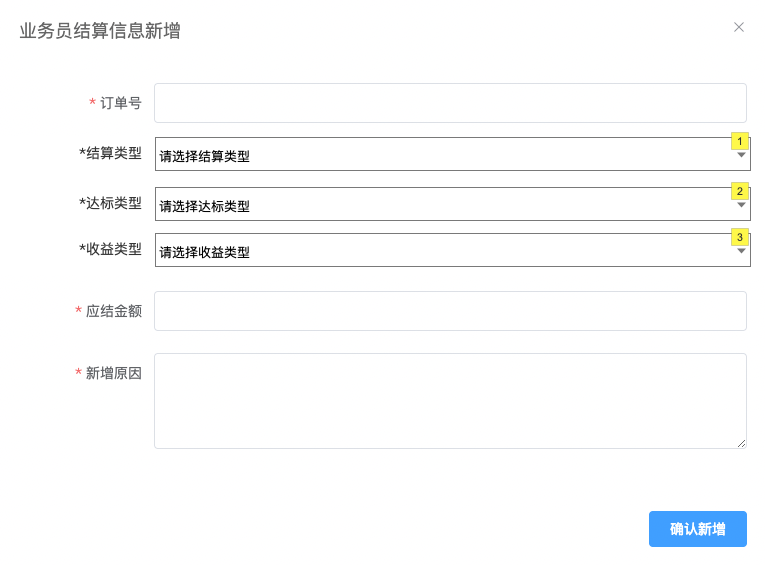 业务员结算信息新增
* 订单号
*结算类型 请选择结算类型 1
*达标类型 请选择达标类型 2
*收益类型 请选择收益类型 3
* 应结金额
* 新增原因
确认新增